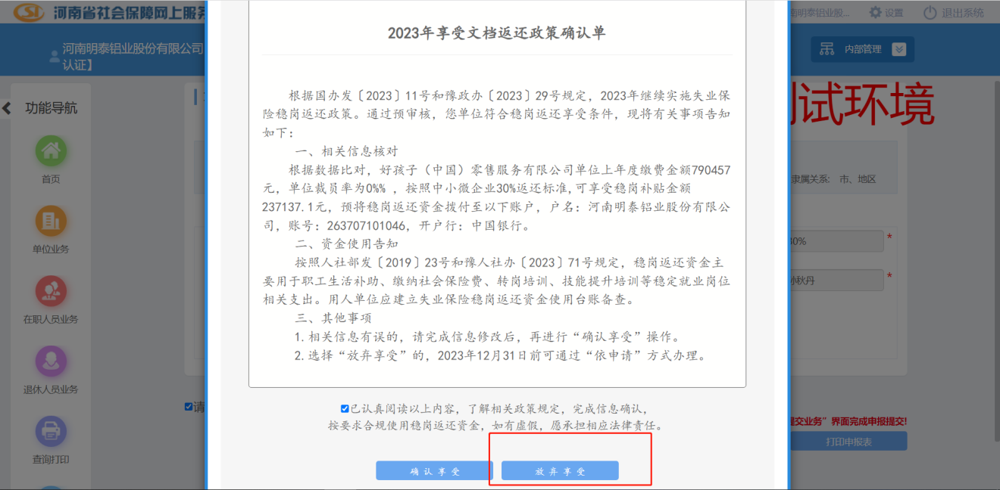 河南省社会保障网上服务
南明泰铝业股... 设置 退出系统
河南明泰铝业股份有限公司
认证】
内部管理
功能导航
首页
单位业务
在职人员业务
退休人员业务
查询打印
2023年享受文档返还政策确认单
根据国办发〔2023〕11号和豫政办〔2023〕29号规定，2023年继续实施失业保
险稳岗返还政策。通过预审核，您单位符合稳岗返还享受条件，现将有关事项告知
如下：
一、相关信息核对
根据数据比对，好孩子（中国）零售服务有限公司单位上年度缴费金额790457
元，单位裁员率为0%% ，按照中小微企业30%返还标准,可享受稳岗补贴金额
237137.1元，预将稳岗返还资金拨付至以下账户，户名：河南明泰铝业股份有限公
司，账号：263707101046，开户行：中国银行。
二、资金使用告知
按照人社部发〔2019〕23号和豫人社办〔2023〕71号规定，稳岗返还资金主
要用于职工生活补助、缴纳社会保险费、转岗培训、技能提升培训等稳定就业岗位
相关支出。用人单位应建立失业保险稳岗返还资金使用台账备查。
三、其他事项
1.相关信息有误的，请完成信息修改后，再进行“确认享受”操作。
2.选择“放弃享受”的，2023年12月31日前可通过“依申请”方式办理。
已认真阅读以上内容，了解相关政策规定，完成信息确认，
按要求合规使用稳岗返还资金，如有虚假，愿承担相应法律责任。
确认享受 放弃享受
请
试环境
隶属关系: 市、地区
30% *
孙秋丹 *
提交业务”界面完成申报提交!
打印申报表